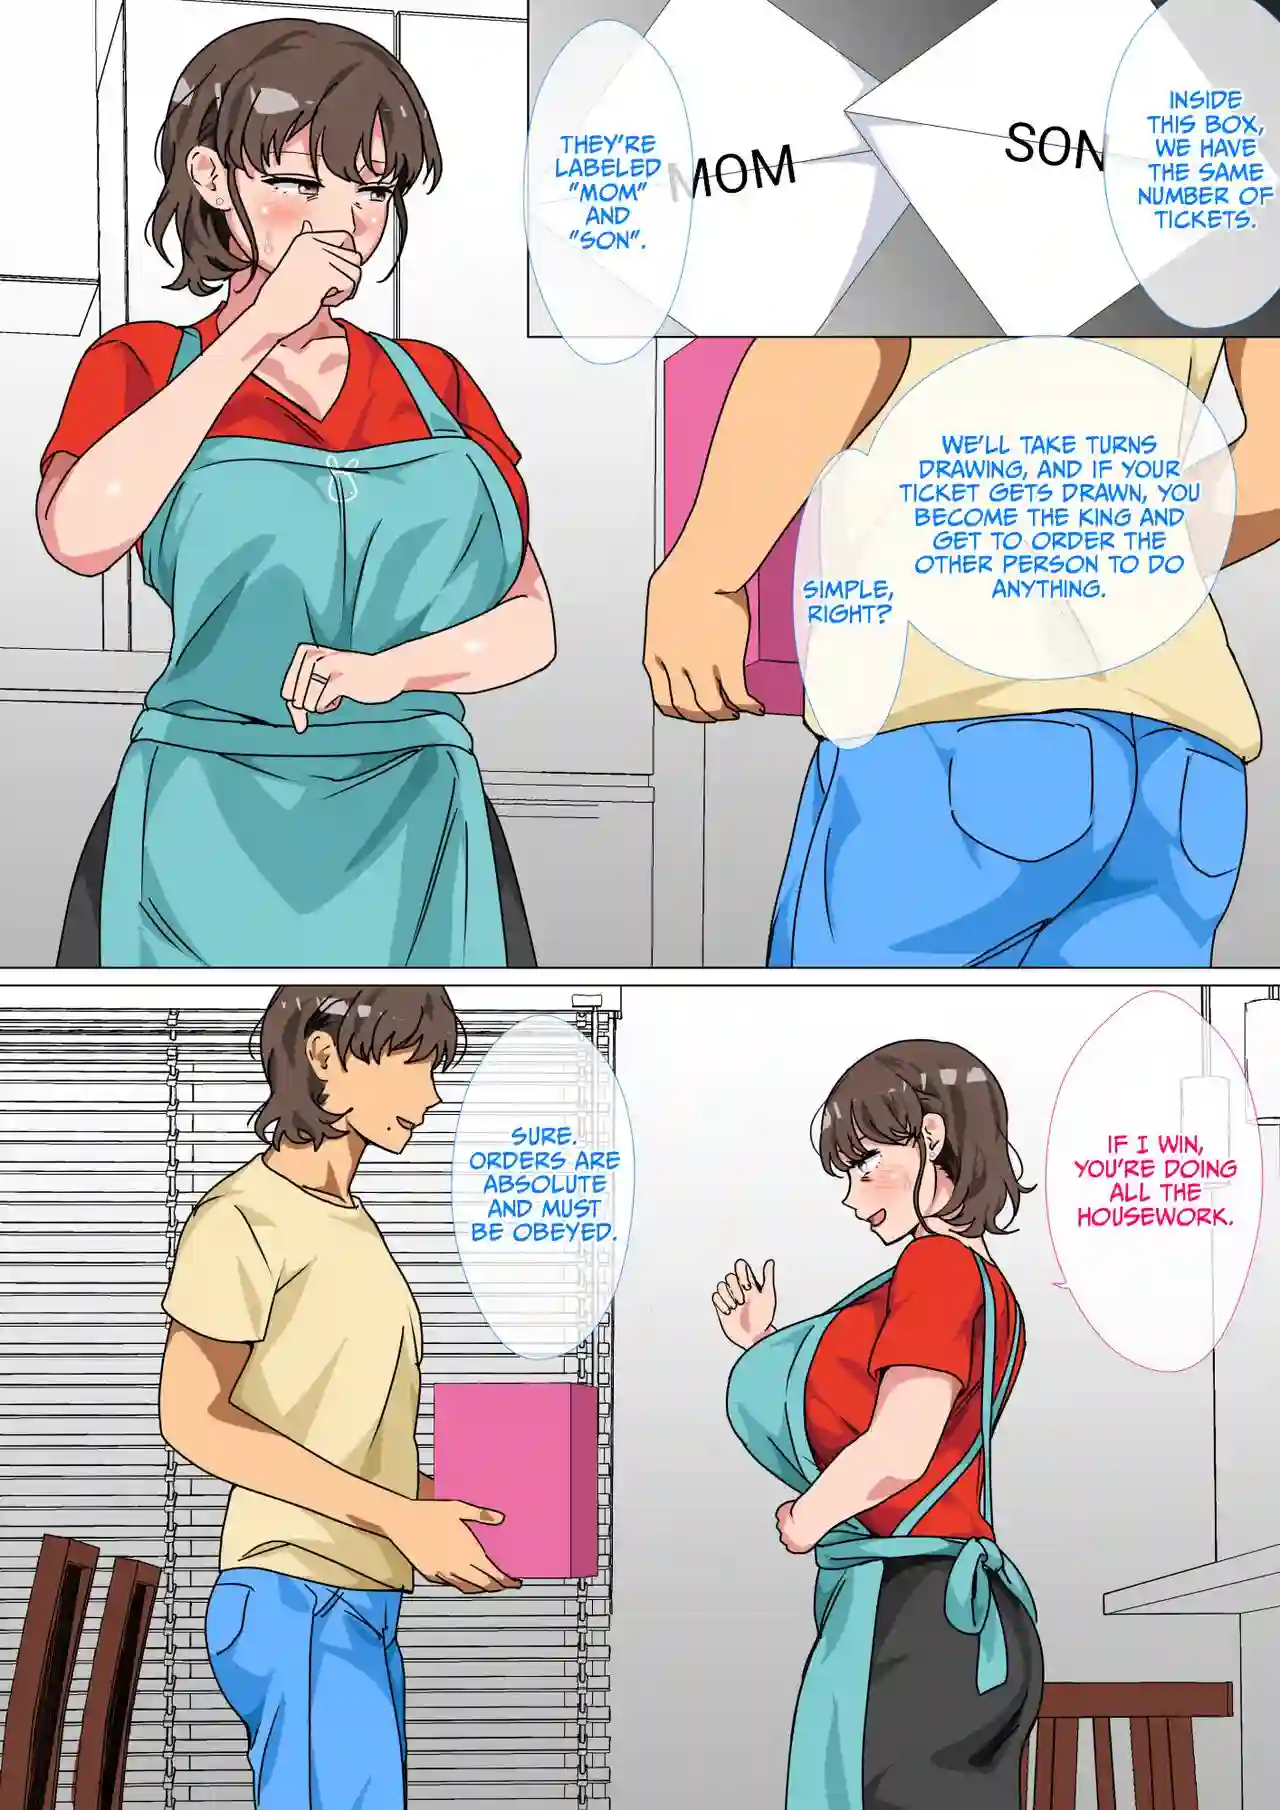 INSIDE
THIS BOX,
WE HAVE
THE SAME
NUMBER OF
TICKETS.
SON
MOM
THEY'RE
LABELED
"MOM"
AND
"SON".
WE'LL TAKE TURNS
DRAWING, AND IF YOUR
TICKET GETS DRAWN, YOU
BECOME THE KING AND
GET TO ORDER THE
OTHER PERSON TO DO
ANYTHING.
SIMPLE,
RIGHT?
IF I WIN,
YOU'RE DOING
ALL THE
HOUSEWORK.
SURE.
ORDERS ARE
ABSOLUTE
AND MUST
BE OBEYED.